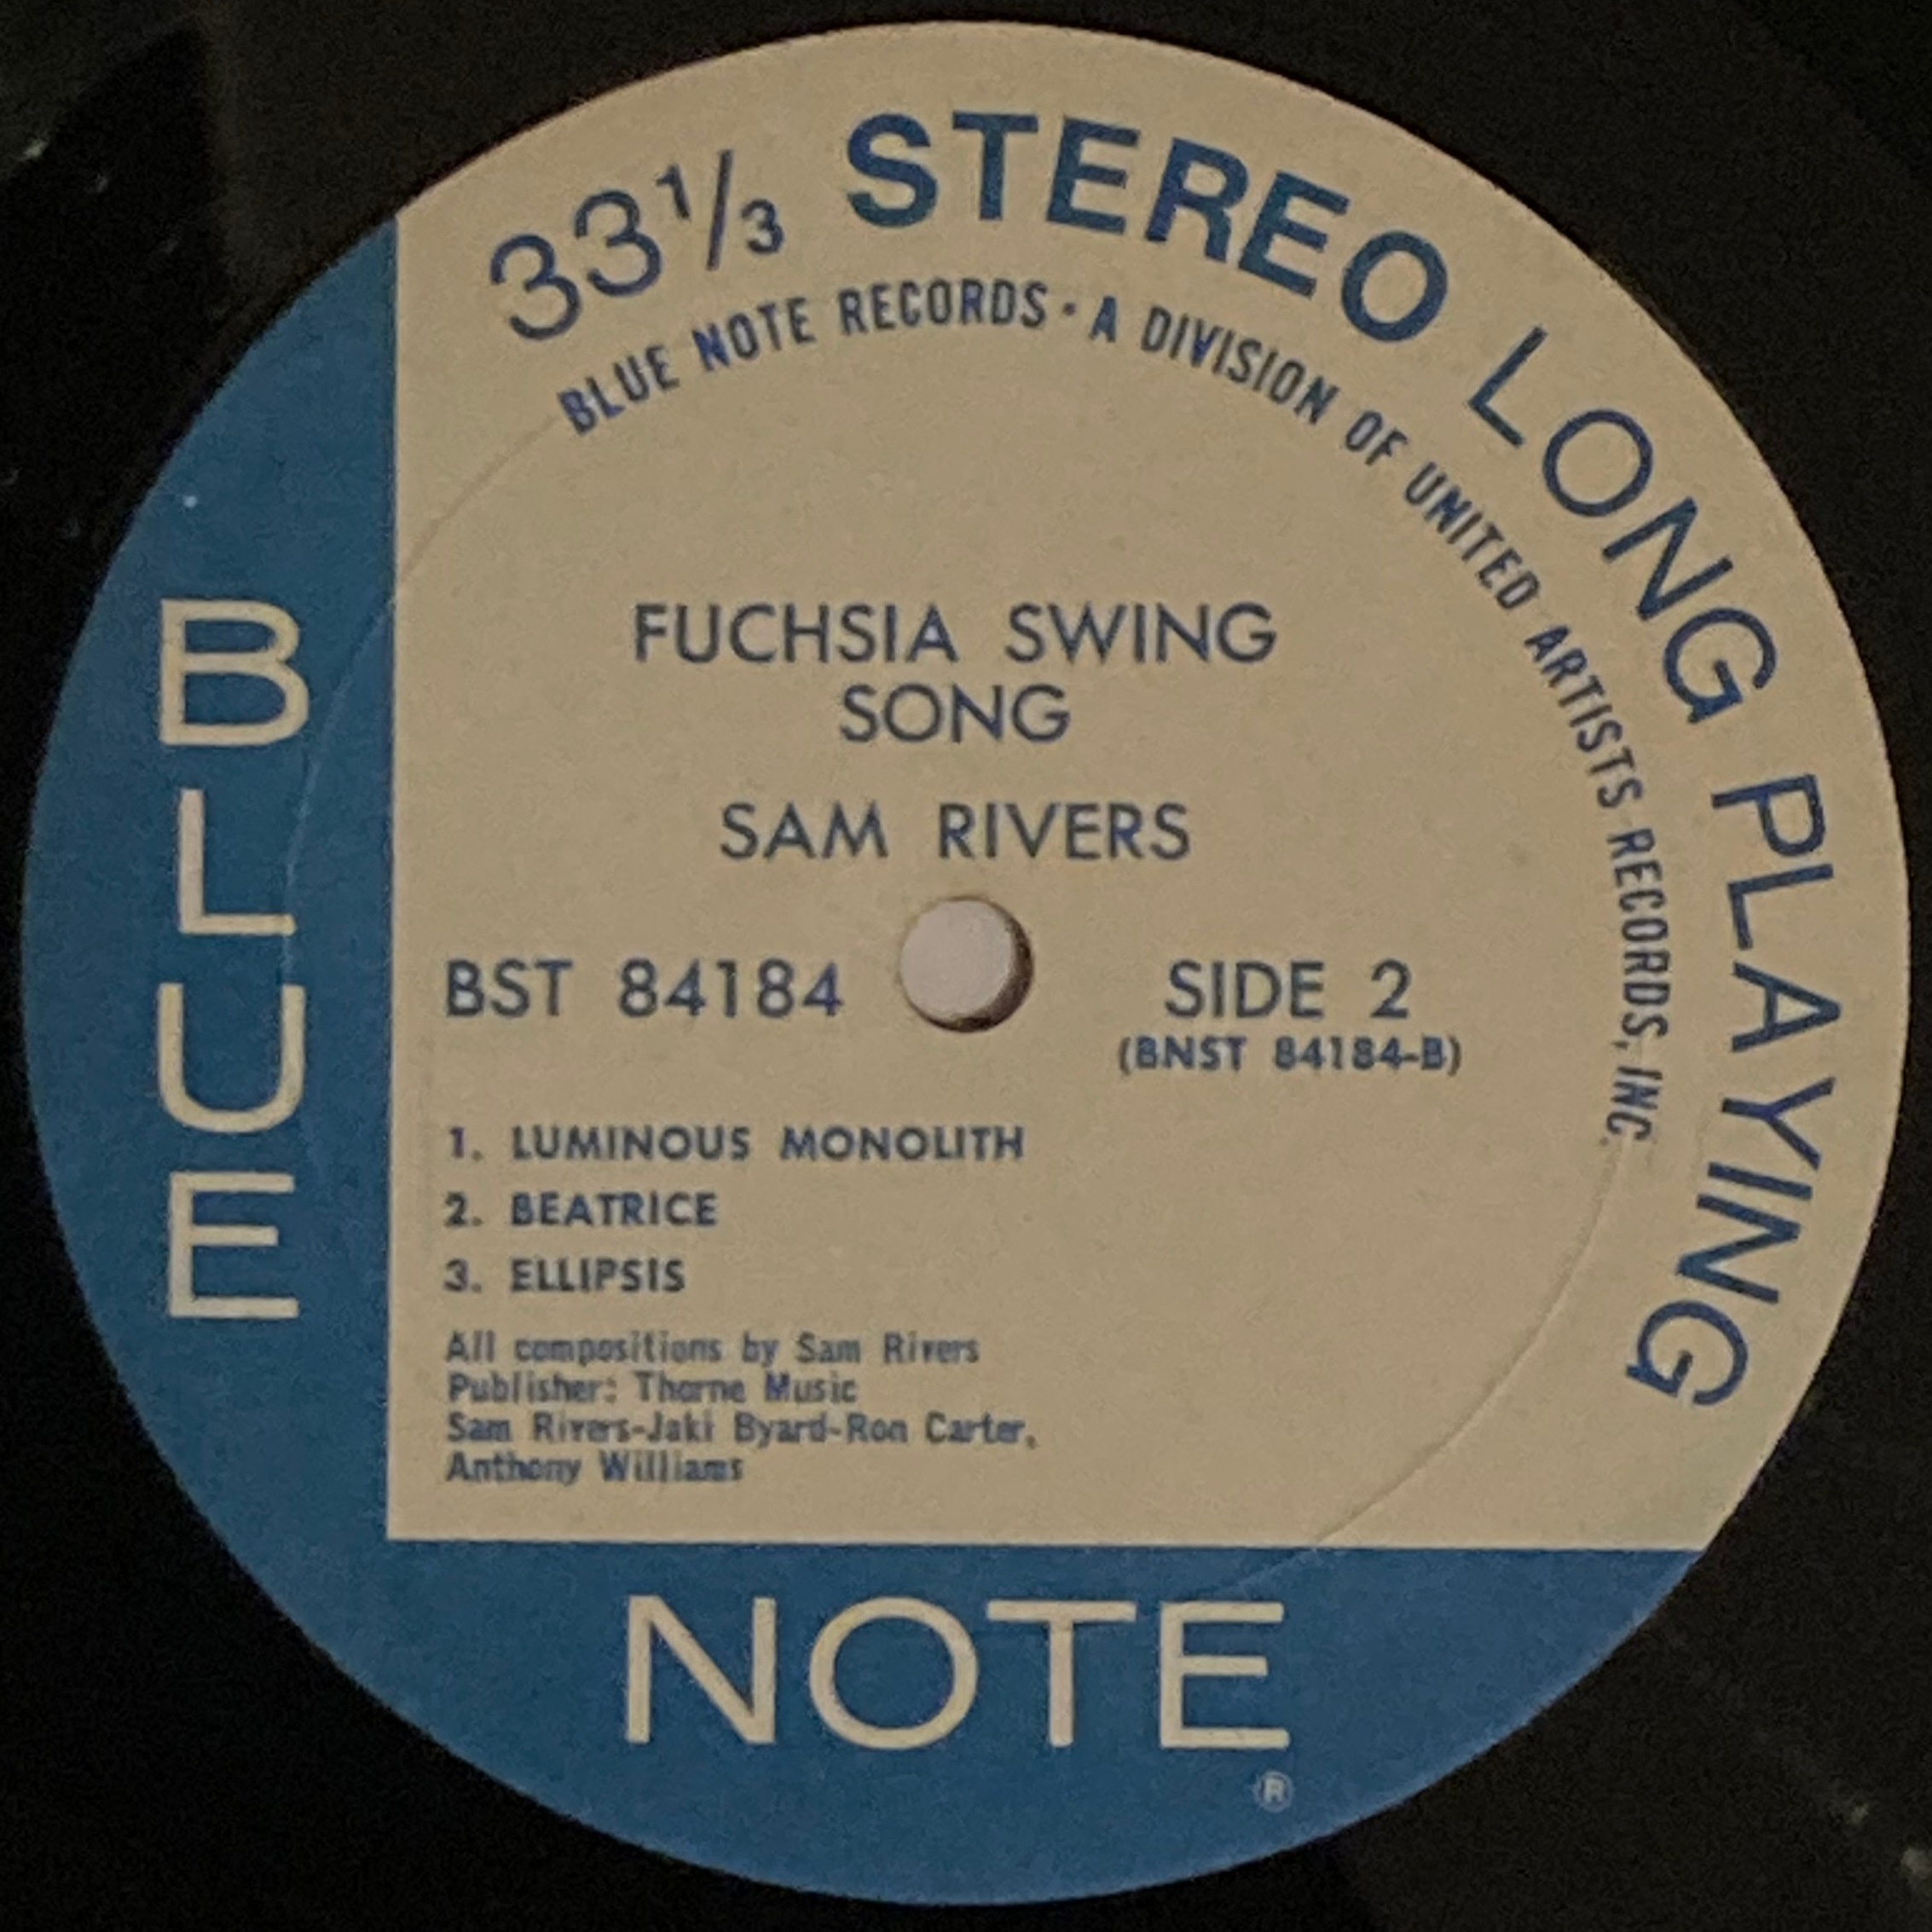 33⅓ STEREO LONG PLAYING
BLUE NOTE RECORDS · A DIVISION OF UNITED ARTISTS RECORDS, INC.
FUCHSIA SWING
SONG
SAM RIVERS
BST 84184
SIDE 2
(BNST 84184-B)
1. LUMINOUS MONOLITH
2. BEATRICE
3. ELLIPSIS
All compositions by Sam Rivers
Publisher: Thorne Music
Sam Rivers-Jaki Byard-Ron Carter,
Anthony Williams
BLUE
NOTE
®